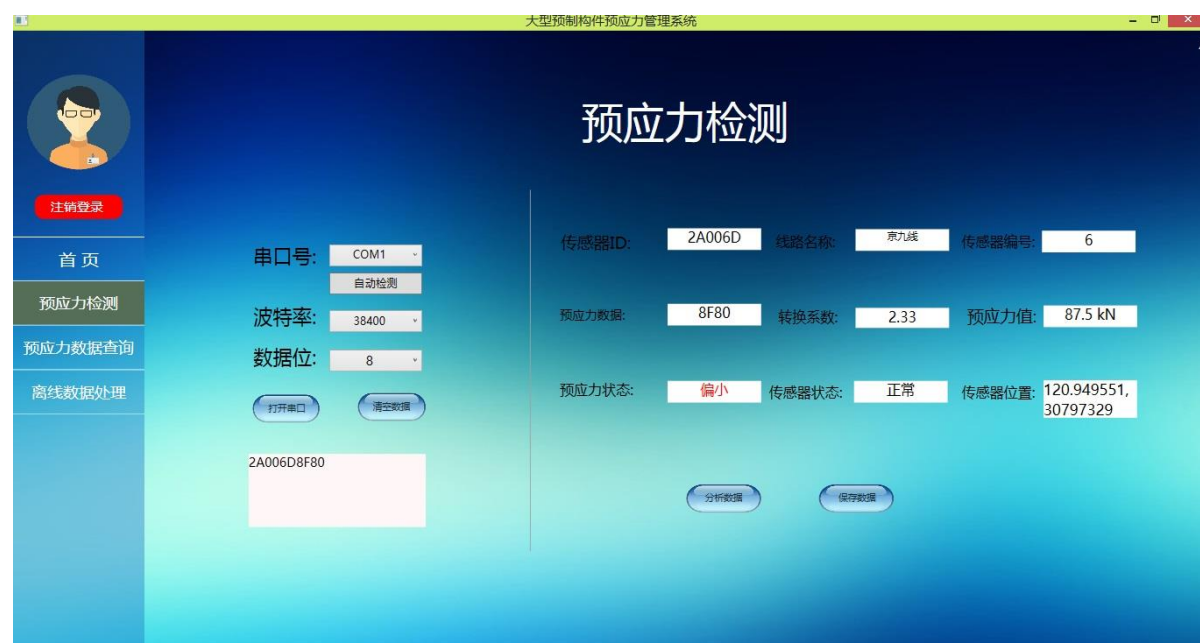 大型预制构件预应力管理系统
注销登录
首页
预应力检测
预应力数据查询
离线数据处理
预应力检测
串口号: COM1
自动检测
波特率: 38400
数据位: 8
打开串口 清空数据
2A006D8F80
传感器ID: 2A006D 线路名称: 京九线 传感器编号: 6
预应力数据: 8F80 转换系数: 2.33 预应力值: 87.5 kN
预应力状态: 偏小 传感器状态: 正常 传感器位置: 120.949551,
30797329
分析数据 保存数据